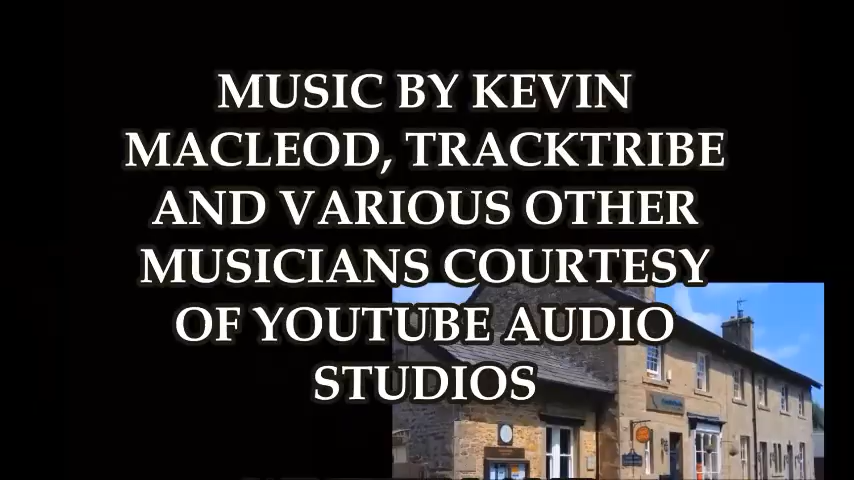 MUSIC BY KEVIN
MACLEOD, TRACKTRIBE
AND VARIOUS OTHER
MUSICIANS COURTESY
OF YOUTUBE AUDIO
STUDIOS